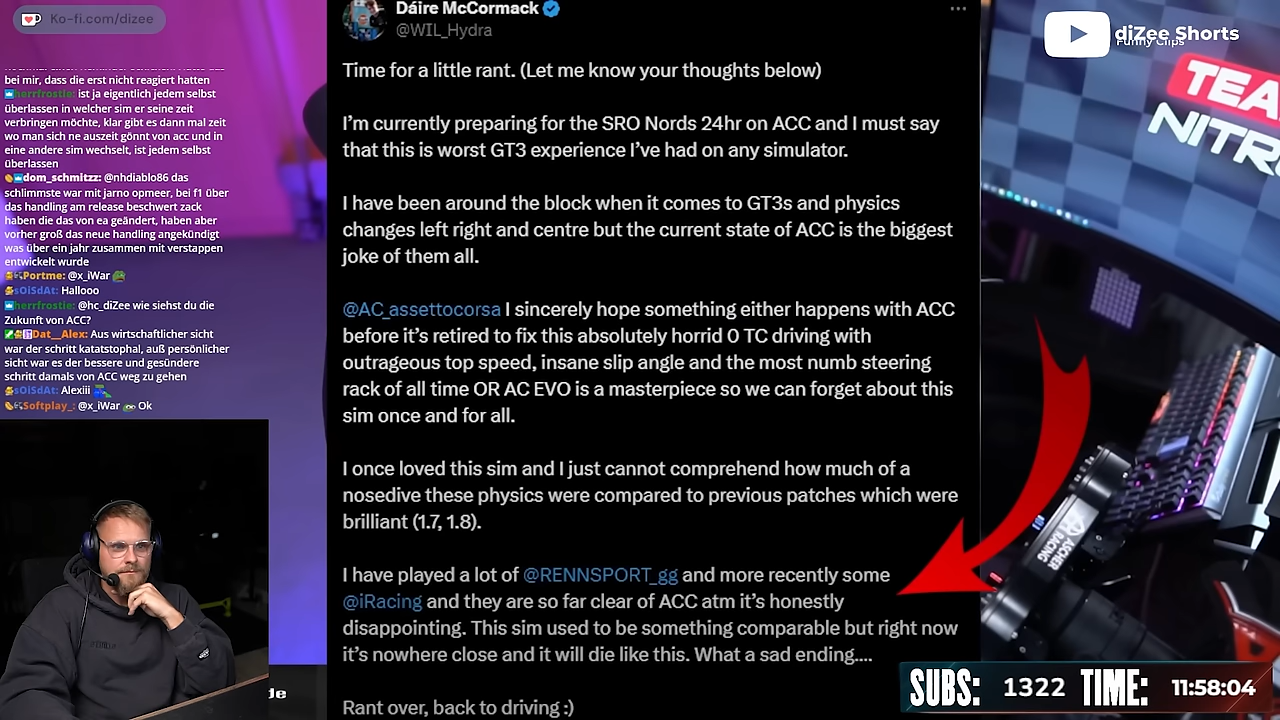 Ko-fi.com/dizee
bei mir, dass die erst nicht reagiert hatten
herrfrostie: ist ja eigentlich jedem selbst
überlassen in welcher sim er seine zeit
verbringen möchte, klar gibt es dann mal zeit
wo man sich ne auszeit gönnt von acc und in
eine andere sim wechselt, ist jedem selbst
überlassen
dom_schmitzz: @nhdiablo86 das
schlimmste war mit jarno opmeer, bei f1 über
das handling am release beschwert zack
haben die das von ea geändert, haben aber
vorher groß das neue handling angekündigt
was über ein jahr zusammen mit verstappen
entwickelt wurde
Portme: @x_iWar
sOiSdAt: Hallooo
herrfrostie: @hc_diZee wie siehst du die
Zukunft von ACC?
Dat__Alex: Aus wirtschaftlicher sicht
war der schritt katastophal, auß persönlicher
sicht war es der bessere und gesündere
schritt damals von ACC weg zu gehen
sOiSdAt: Alexiii
Softplay_: @x_iWar Ok
Dáire McCormack
@WIL_Hydra
Time for a little rant. (Let me know your thoughts below)
I'm currently preparing for the SRO Nords 24hr on ACC and I must say
that this is worst GT3 experience I've had on any simulator.
I have been around the block when it comes to GT3s and physics
changes left right and centre but the current state of ACC is the biggest
joke of them all.
@AC_assettocorsa I sincerely hope something either happens with ACC
before it's retired to fix this absolutely horrid 0 TC driving with
outrageous top speed, insane slip angle and the most numb steering
rack of all time OR AC EVO is a masterpiece so we can forget about this
sim once and for all.
I once loved this sim and I just cannot comprehend how much of a
nosedive these physics were compared to previous patches which were
brilliant (1.7, 1.8).
I have played a lot of @RENNSPORT_gg and more recently some
@iRacing and they are so far clear of ACC atm it's honestly
disappointing. This sim used to be something comparable but right now
it's nowhere close and it will die like this. What a sad ending....
Rant over, back to driving :)
diZee Shorts
Funny Clips
TEA
NITR
ASCHER
RACING
SUBS: 1322 TIME: 11:58:04